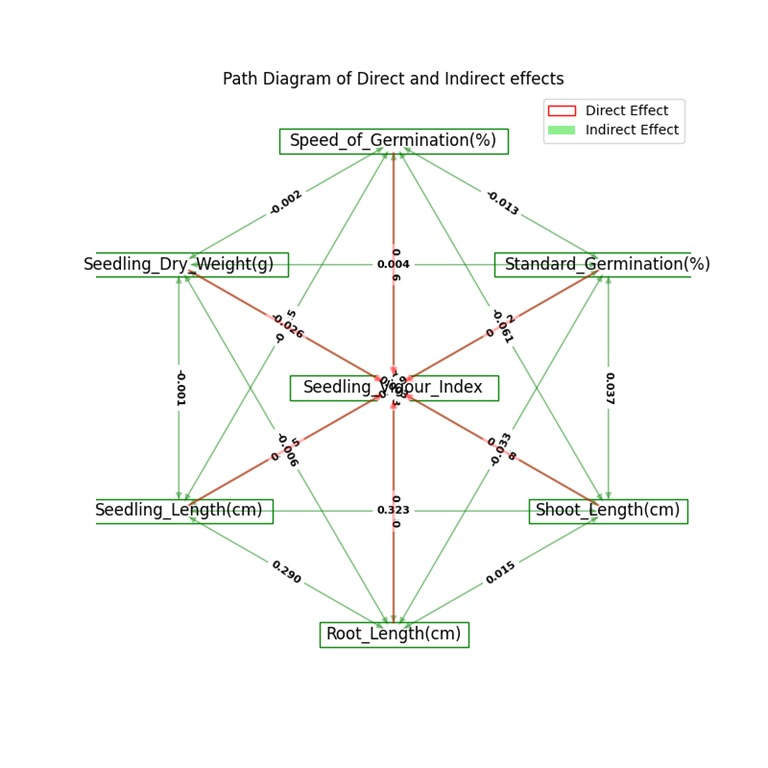 Path Diagram of Direct and Indirect effects
Direct Effect
Indirect Effect
Speed_of_Germination(%)
-0.002
-0.013
Seedling_Dry_Weight(g)
0.004
Standard_Germination(%)
-0.026
-0.061
Seedling_Vigour_Index
-0.001
0.037
-0.006
-0.033
Seedling_Length(cm)
0.323
Shoot_Length(cm)
0.290
0.015
Root_Length(cm)